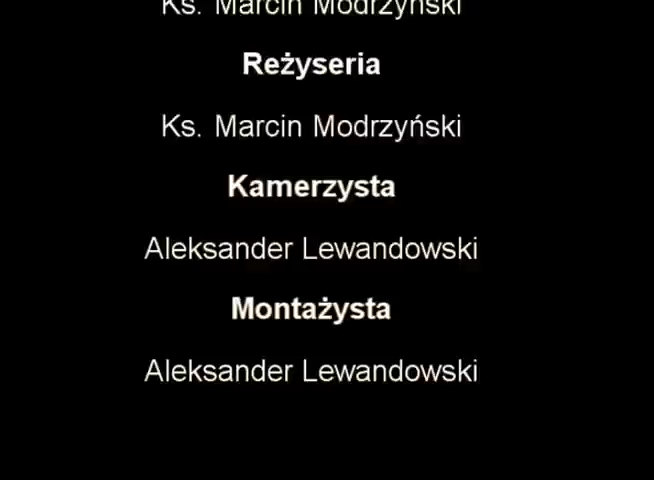 Ks. Marcin Modrzyński
Reżyseria
Ks. Marcin Modrzyński
Kamerzysta
Aleksander Lewandowski
Montażysta
Aleksander Lewandowski